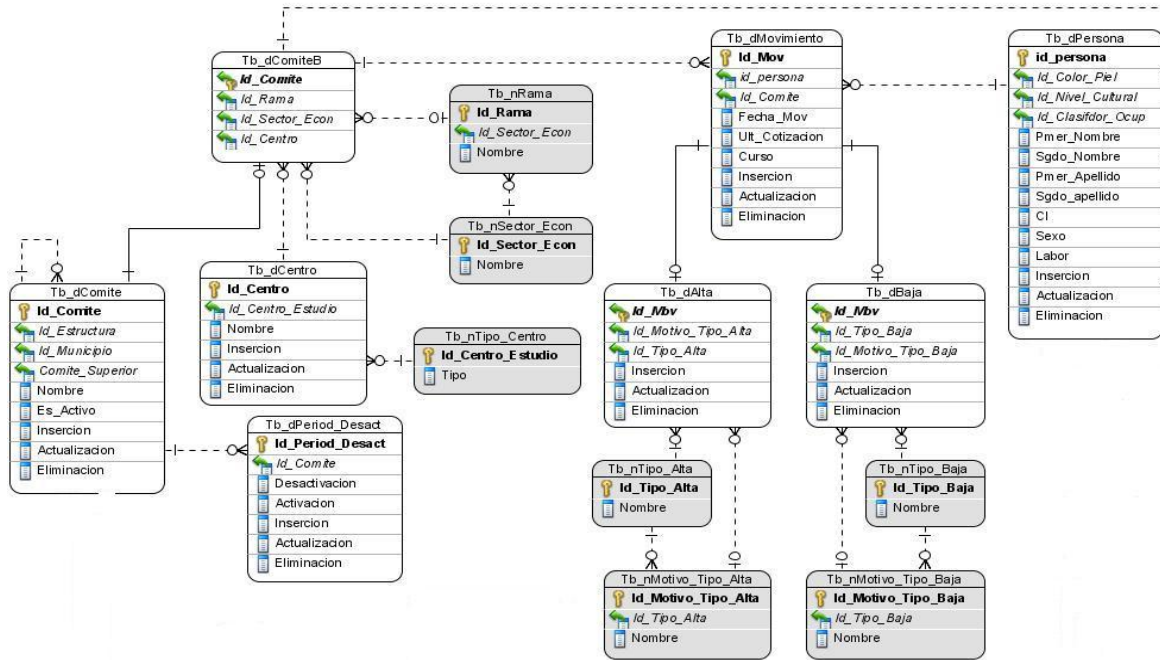 Tb_dComiteB
Id_Comite
Id_Rama
Id_Sector_Econ
Id_Centro
Tb_nRama
Id_Rama
Id_Sector_Econ
Nombre
Tb_nSector_Econ
Id_Sector_Econ
Nombre
Tb_dMovimiento
Id_Mov
id_persona
Id_Comite
Fecha_Mov
Ult_Cotizacion
Curso
Insercion
Actualizacion
Eliminacion
Tb_dPersona
id_persona
Id_Color_Piel
Id_Nivel_Cultural
Id_Clasifdor_Ocup
Pmer_Nombre
Sgdo_Nombre
Pmer_Apellido
Sgdo_apellido
CI
Sexo
Labor
Insercion
Actualizacion
Eliminacion
Tb_dComite
Id_Comite
Id_Estructura
Id_Municipio
Comite_Superior
Nombre
Es_Activo
Insercion
Actualizacion
Eliminacion
Tb_dCentro
Id_Centro
Id_Centro_Estudio
Nombre
Insercion
Actualizacion
Eliminacion
Tb_nTipo_Centro
Id_Centro_Estudio
Tipo
Tb_dPeriod_Desact
Id_Period_Desact
Id_Comite
Desactivacion
Activacion
Insercion
Actualizacion
Eliminacion
Tb_dAlta
Id_Mov
Id_Motivo_Tipo_Alta
Id_Tipo_Alta
Insercion
Actualizacion
Eliminacion
Tb_dBaja
Id_Mov
Id_Tipo_Baja
Id_Motivo_Tipo_Baja
Insercion
Actualizacion
Eliminacion
Tb_nTipo_Alta
Id_Tipo_Alta
Nombre
Tb_nTipo_Baja
Id_Tipo_Baja
Nombre
Tb_nMotivo_Tipo_Alta
Id_Motivo_Tipo_Alta
Id_Tipo_Alta
Nombre
Tb_nMotivo_Tipo_Baja
Id_Motivo_Tipo_Baja
Id_Tipo_Baja
Nombre